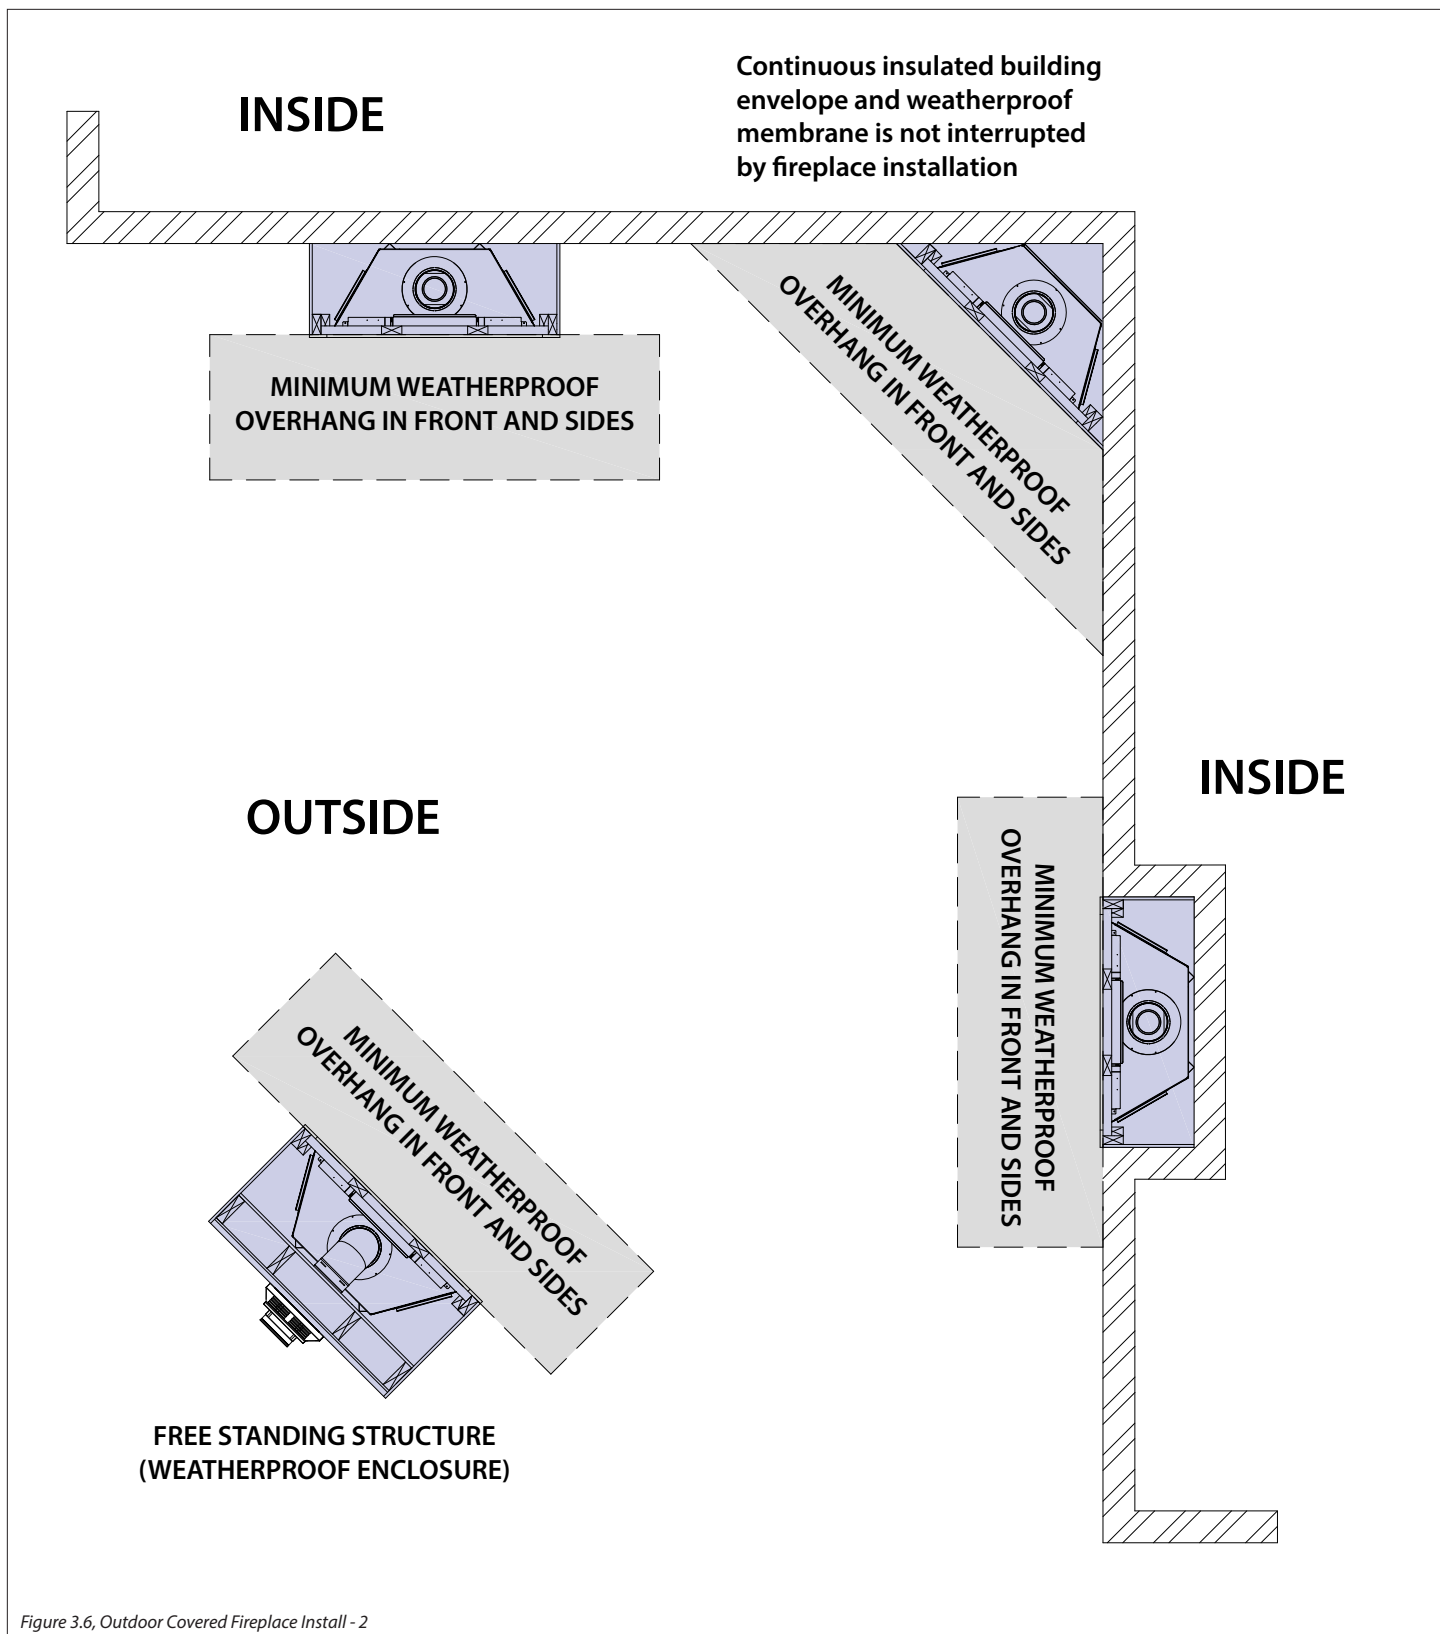 INSIDE
Continuous insulated building
envelope and weatherproof
membrane is not interrupted
by fireplace installation
MINIMUM WEATHERPROOF
OVERHANG IN FRONT AND SIDES
MINIMUM WEATHERPROOF
OVERHANG IN FRONT AND SIDES
INSIDE
OUTSIDE
MINIMUM WEATHERPROOF
OVERHANG IN FRONT AND SIDES
MINIMUM WEATHERPROOF
OVERHANG IN FRONT AND SIDES
FREE STANDING STRUCTURE
(WEATHERPROOF ENCLOSURE)
Figure 3.6, Outdoor Covered Fireplace Install - 2